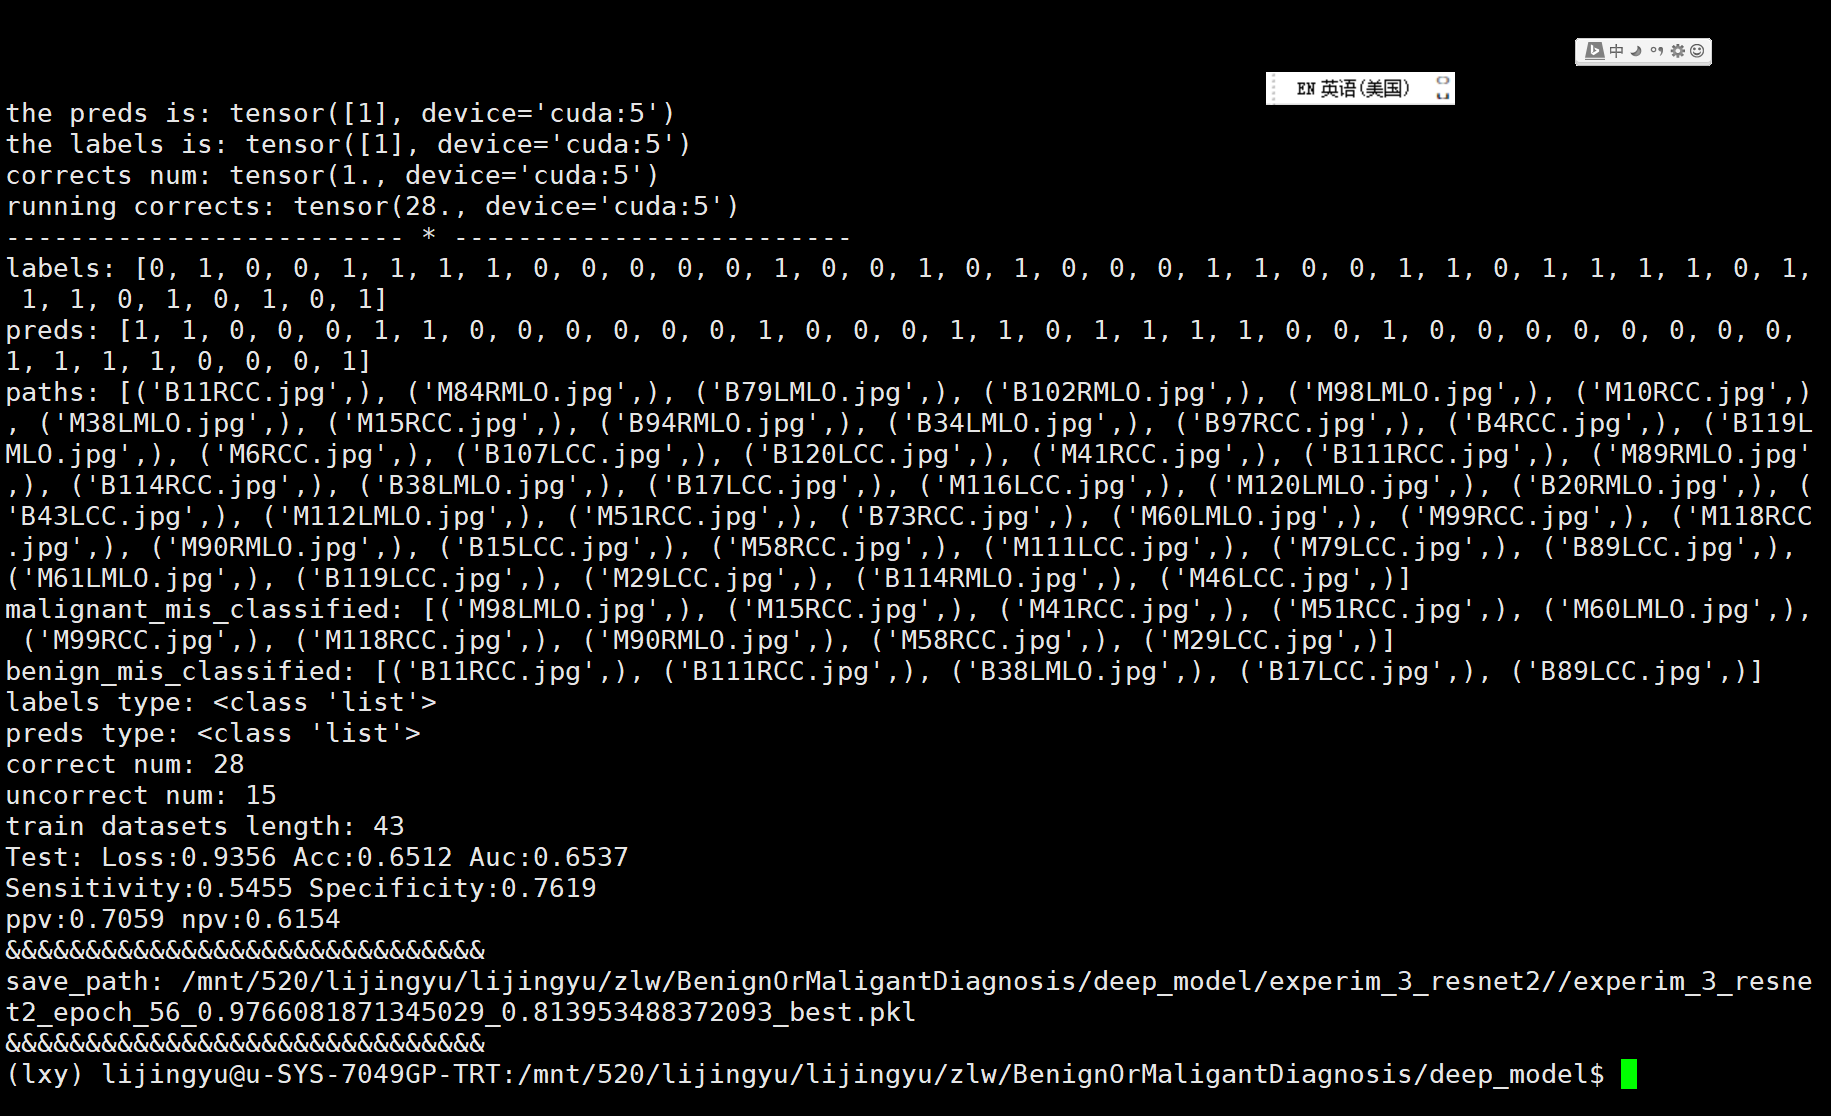 中
EN 英语(美国)
the preds is: tensor([1], device='cuda:5')
the labels is: tensor([1], device='cuda:5')
corrects num: tensor(1., device='cuda:5')
running corrects: tensor(28., device='cuda:5')
------------------------- * -------------------------
labels: [0, 1, 0, 0, 1, 1, 1, 1, 0, 0, 0, 0, 0, 1, 0, 0, 1, 0, 1, 0, 0, 0, 1, 1, 0, 0, 1, 1, 0, 1, 1, 1, 1, 0, 1,
 1, 1, 0, 1, 0, 1, 0, 1]
preds: [1, 1, 0, 0, 0, 1, 1, 0, 0, 0, 0, 0, 0, 1, 0, 0, 0, 1, 1, 0, 1, 1, 1, 1, 0, 0, 1, 0, 0, 0, 0, 0, 0, 0, 0,
1, 1, 1, 1, 0, 0, 0, 1]
paths: [('B11RCC.jpg',), ('M84RMLO.jpg',), ('B79LMLO.jpg',), ('B102RMLO.jpg',), ('M98LMLO.jpg',), ('M10RCC.jpg',)
, ('M38LMLO.jpg',), ('M15RCC.jpg',), ('B94RMLO.jpg',), ('B34LMLO.jpg',), ('B97RCC.jpg',), ('B4RCC.jpg',), ('B119L
MLO.jpg',), ('M6RCC.jpg',), ('B107LCC.jpg',), ('B120LCC.jpg',), ('M41RCC.jpg',), ('B111RCC.jpg',), ('M89RMLO.jpg'
,), ('B114RCC.jpg',), ('B38LMLO.jpg',), ('B17LCC.jpg',), ('M116LCC.jpg',), ('M120LMLO.jpg',), ('B20RMLO.jpg',), (
'B43LCC.jpg',), ('M112LMLO.jpg',), ('M51RCC.jpg',), ('B73RCC.jpg',), ('M60LMLO.jpg',), ('M99RCC.jpg',), ('M118RCC
.jpg',), ('M90RMLO.jpg',), ('B15LCC.jpg',), ('M58RCC.jpg',), ('M111LCC.jpg',), ('M79LCC.jpg',), ('B89LCC.jpg',),
('M61LMLO.jpg',), ('B119LCC.jpg',), ('M29LCC.jpg',), ('B114RMLO.jpg',), ('M46LCC.jpg',)]
malignant_mis_classified: [('M98LMLO.jpg',), ('M15RCC.jpg',), ('M41RCC.jpg',), ('M51RCC.jpg',), ('M60LMLO.jpg',),
 ('M99RCC.jpg',), ('M118RCC.jpg',), ('M90RMLO.jpg',), ('M58RCC.jpg',), ('M29LCC.jpg',)]
benign_mis_classified: [('B11RCC.jpg',), ('B111RCC.jpg',), ('B38LMLO.jpg',), ('B17LCC.jpg',), ('B89LCC.jpg',)]
labels type: <class 'list'>
preds type: <class 'list'>
correct num: 28
uncorrect num: 15
train datasets length: 43
Test: Loss:0.9356 Acc:0.6512 Auc:0.6537
Sensitivity:0.5455 Specificity:0.7619
ppv:0.7059 npv:0.6154
&&&&&&&&&&&&&&&&&&&&&&&&&&&&&&
save_path: /mnt/520/lijingyu/lijingyu/zlw/BenignOrMaligantDiagnosis/deep_model/experim_3_resnet2//experim_3_resne
t2_epoch_56_0.9766081871345029_0.813953488372093_best.pkl
&&&&&&&&&&&&&&&&&&&&&&&&&&&&&&
(lxy) lijingyu@u-SYS-7049GP-TRT:/mnt/520/lijingyu/lijingyu/zlw/BenignOrMaligantDiagnosis/deep_model$